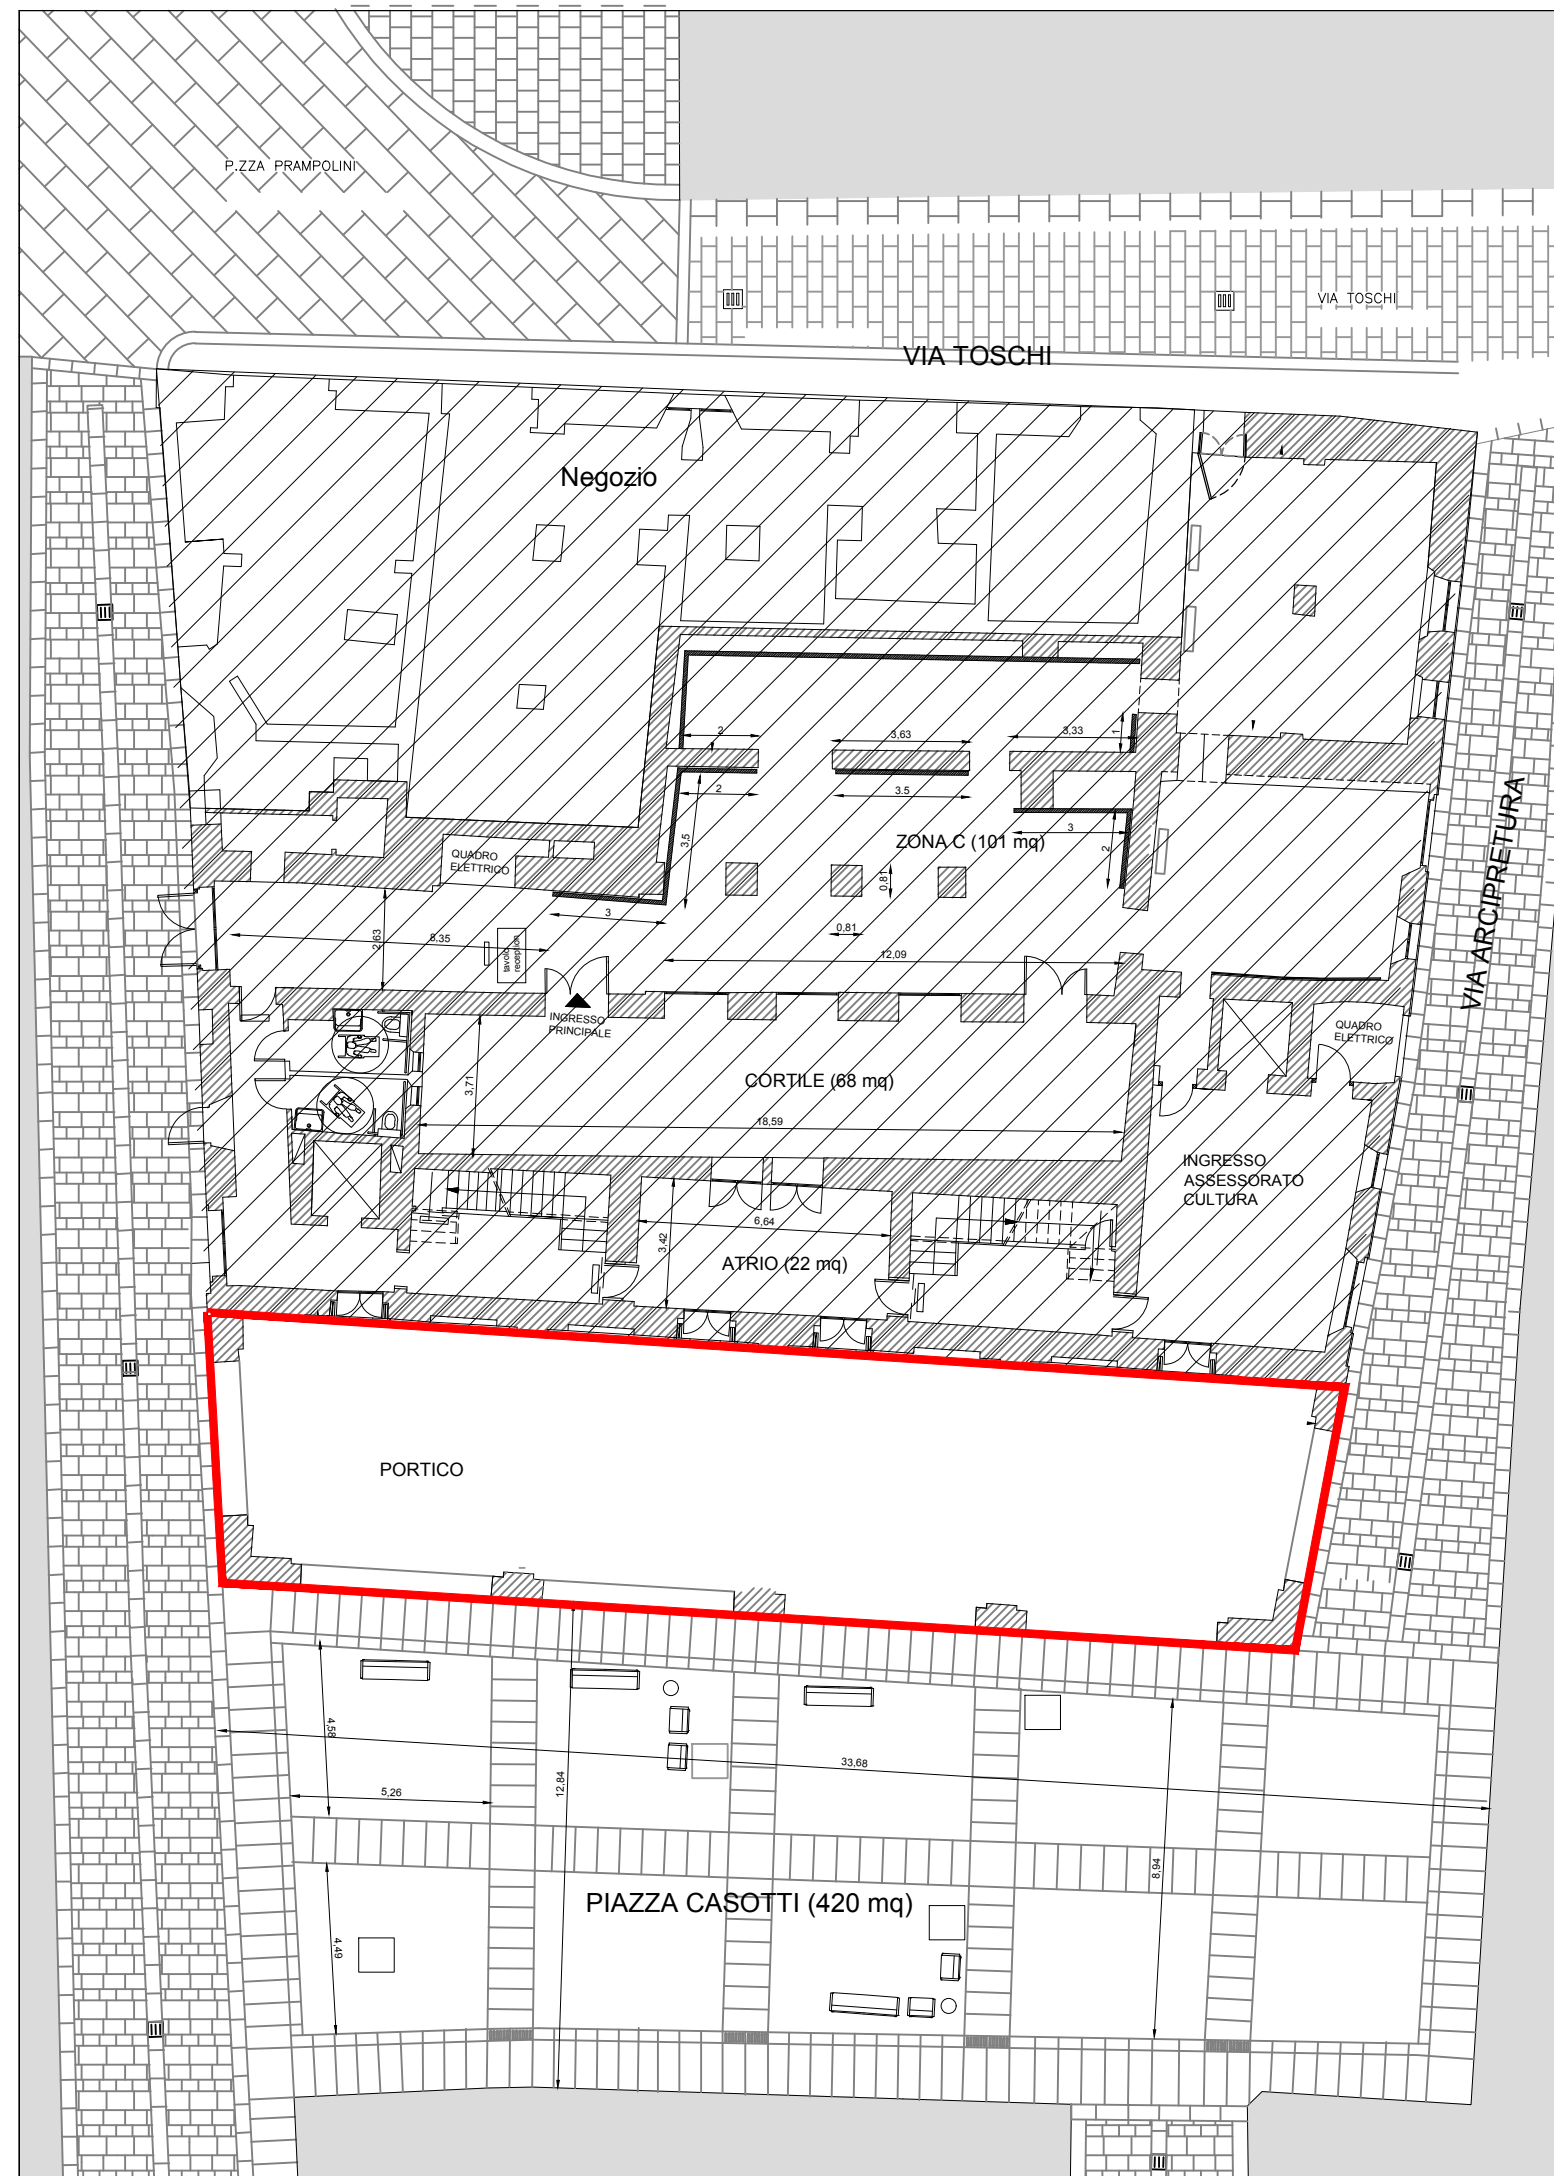 P.ZZA PRAMPOLINI
VIA TOSCHI
VIA TOSCHI
Negozio
2
3,63
3,33
1
2
3.5
3
3,5
2
ZONA C (101 mq)
QUADRO
ELETTRICO
VIA ARCIPRETURA
0,81
3
0,81
2,63
8,35
tavolo
reception
12,09
INGRESSO
PRINCIPALE
QUADRO
ELETTRICO
3,71
CORTILE (68 mq)
18,59
INGRESSO
ASSESSORATO
CULTURA
6,64
3,42
ATRIO (22 mq)
PORTICO
4,58
33,68
12,84
5,26
8,94
PIAZZA CASOTTI (420 mq)
4,49